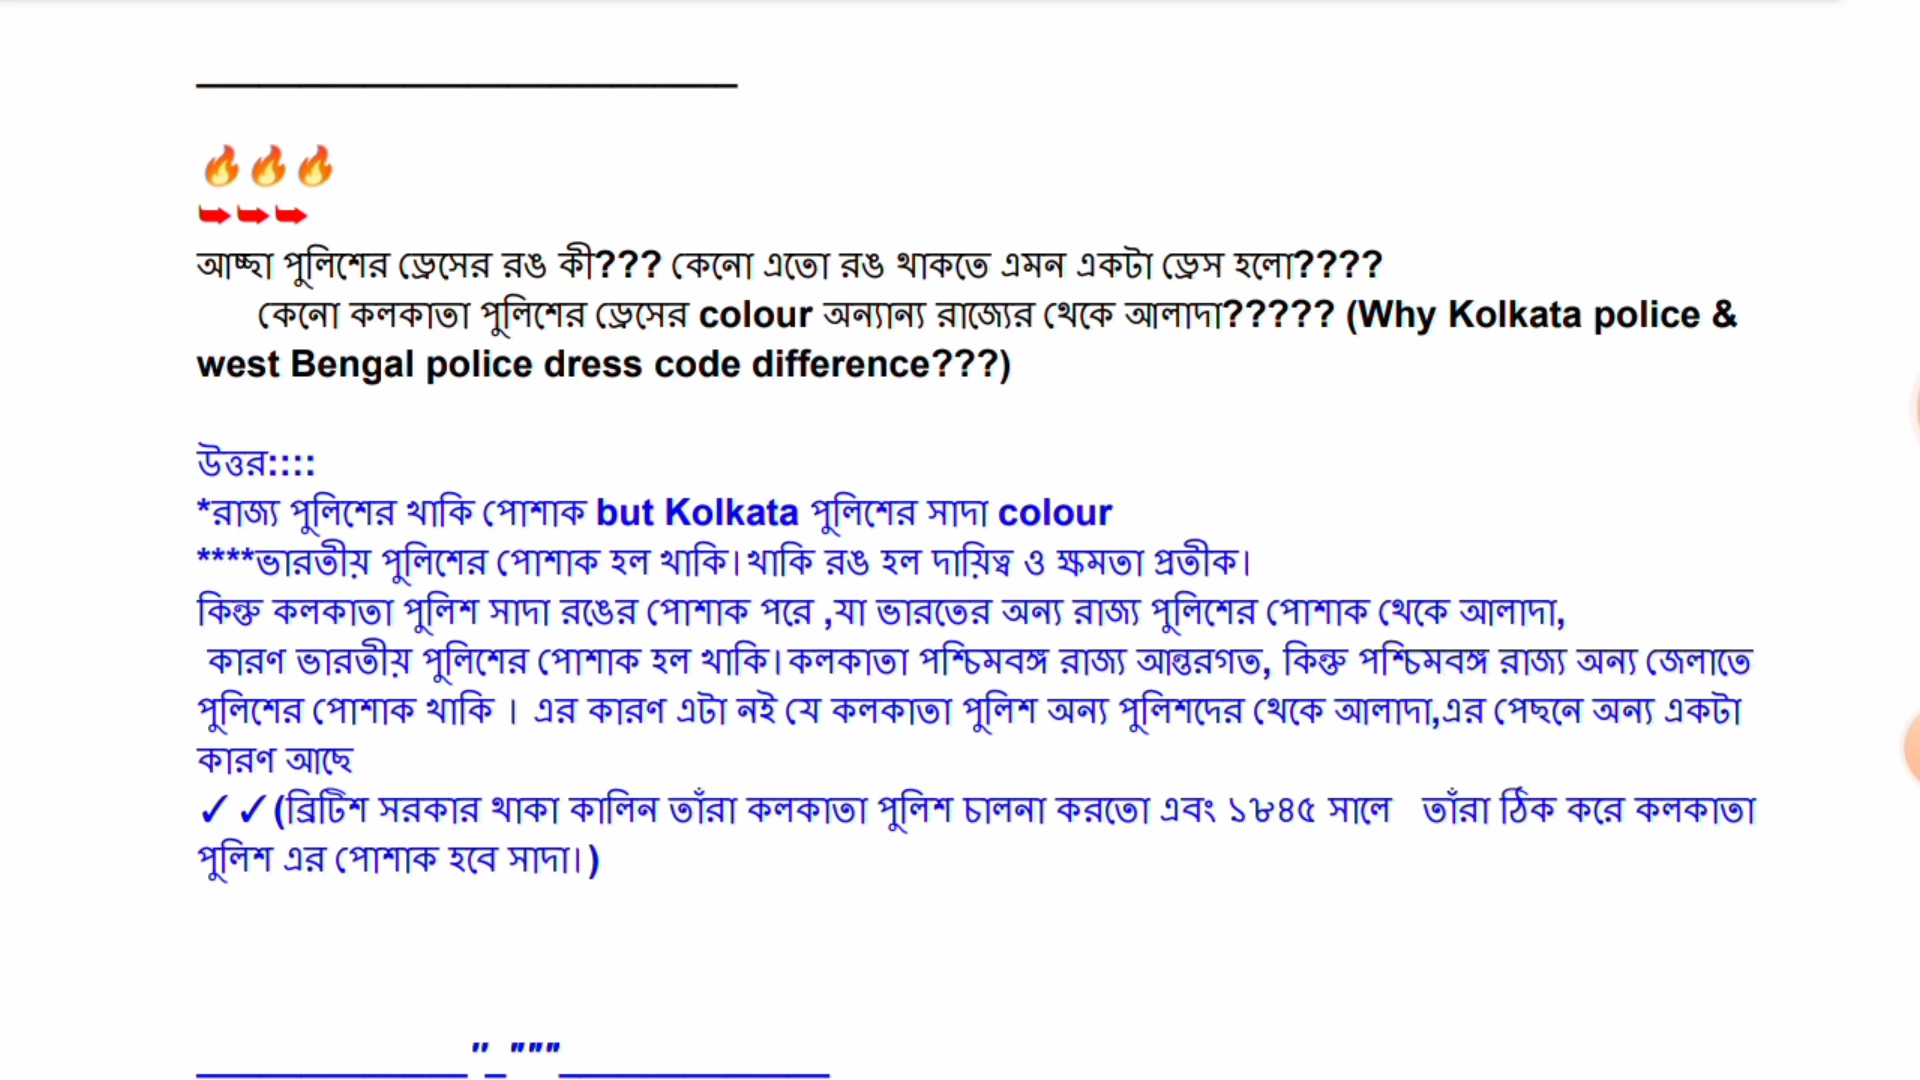 🔥🔥🔥
➥➥➥
আচ্ছা পুলিশের ড্রেসের রঙ কী??? কেনো এতো রঙ থাকতে এমন একটা ড্রেস হলো????
কেনো কলকাতা পুলিশের ড্রেসের colour অন্যান্য রাজ্যের থেকে আলাদা????? (Why Kolkata police &
west Bengal police dress code difference???)
উত্তর::::
*রাজ্য পুলিশের খাকি পোশাক but Kolkata পুলিশের সাদা colour
****ভারতীয় পুলিশের পোশাক হল খাকি।খাকি রঙ হল দায়িত্ব ও ক্ষমতা প্রতীক।
কিন্তু কলকাতা পুলিশ সাদা রঙের পোশাক পরে ,যা ভারতের অন্য রাজ্য পুলিশের পোশাক থেকে আলাদা,
কারণ ভারতীয় পুলিশের পোশাক হল খাকি।কলকাতা পশ্চিমবঙ্গ রাজ্য আন্তরগত, কিন্তু পশ্চিমবঙ্গ রাজ্য অন্য জেলাতে
পুলিশের পোশাক খাকি । এর কারণ এটা নই যে কলকাতা পুলিশ অন্য পুলিশদের থেকে আলাদা,এর পেছনে অন্য একটা
কারণ আছে
✓ ✓(ব্রিটিশ সরকার থাকা কালিন তাঁরা কলকাতা পুলিশ চালনা করতো এবং ১৮৪৫ সালে তাঁরা ঠিক করে কলকাতা
পুলিশ এর পোশাক হবে সাদা।)